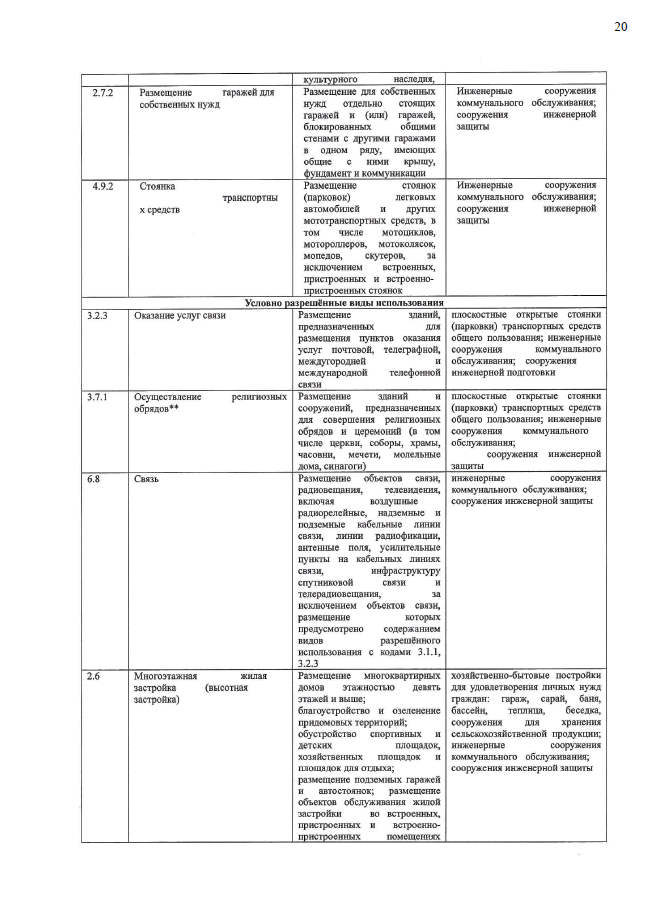 20
культурного наследия,
2.7.2
Размещение гаражей для
собственных нужд
Размещение для собственных
нужд отдельно стоящих
гаражей и (или) гаражей,
блокированных общими
стенами с другими гаражами
в одном ряду, имеющих
общие с ними крышу,
фундамент и коммуникации
Инженерные сооружения
коммунального обслуживания;
сооружения инженерной
защиты
4.9.2
Стоянка
транспортны
х средств
Размещение стоянок
(парковок) легковых
автомобилей и других
мототранспортных средств, в
том числе мотоциклов,
мотороллеров, мотоколясок,
мопедов, скутеров, за
исключением встроенных,
пристроенных и встроенно-
пристроенных стоянок
Инженерные сооружения
коммунального обслуживания;
сооружения инженерной
защиты
Условно разрешённые виды использования
3.2.3
Оказание услуг связи
Размещение зданий,
предназначенных для
размещения пунктов оказания
услуг почтовой, телеграфной,
междугородней и
международной телефонной
связи
плоскостные открытые стоянки
(парковки) транспортных средств
общего пользования; инженерные
сооружения коммунального
обслуживания; сооружения
инженерной подготовки
3.7.1
Осуществление религиозных
обрядов**
Размещение зданий и
сооружений, предназначенных
для совершения религиозных
обрядов и церемоний (в том
числе церкви, соборы, храмы,
часовни, мечети, молельные
дома, синагоги)
плоскостные открытые стоянки
(парковки) транспортных средств
общего пользования; инженерные
сооружения коммунального
обслуживания;
сооружения инженерной
защиты
6.8
Связь
Размещение объектов связи,
радиовещания, телевидения,
включая воздушные
радиорелейные, надземные и
подземные кабельные линии
связи, линии радиофикации,
антенные поля, усилительные
пункты на кабельных линиях
связи, инфраструктуру
спутниковой связи и
телерадиовещания, за
исключением объектов связи,
размещение которых
предусмотрено содержанием
видов разрешённого
использования с кодами 3.1.1,
3.2.3
инженерные сооружения
коммунального обслуживания;
сооружения инженерной защиты
2.6
Многоэтажная жилая
застройка (высотная
застройка)
Размещение многоквартирных
домов этажностью девять
этажей и выше;
благоустройство и озеленение
придомовых территорий;
обустройство спортивных и
детских площадок,
хозяйственных площадок и
площадок для отдыха;
размещение подземных гаражей
и автостоянок; размещение
объектов обслуживания жилой
застройки во встроенных,
пристроенных и встроенно-
пристроенных помещениях
хозяйственно-бытовые постройки
для удовлетворения личных нужд
граждан: гараж, сарай, баня,
бассейн, теплица, беседка,
сооружения для хранения
сельскохозяйственной продукции;
инженерные сооружения
коммунального обслуживания;
сооружения инженерной защиты